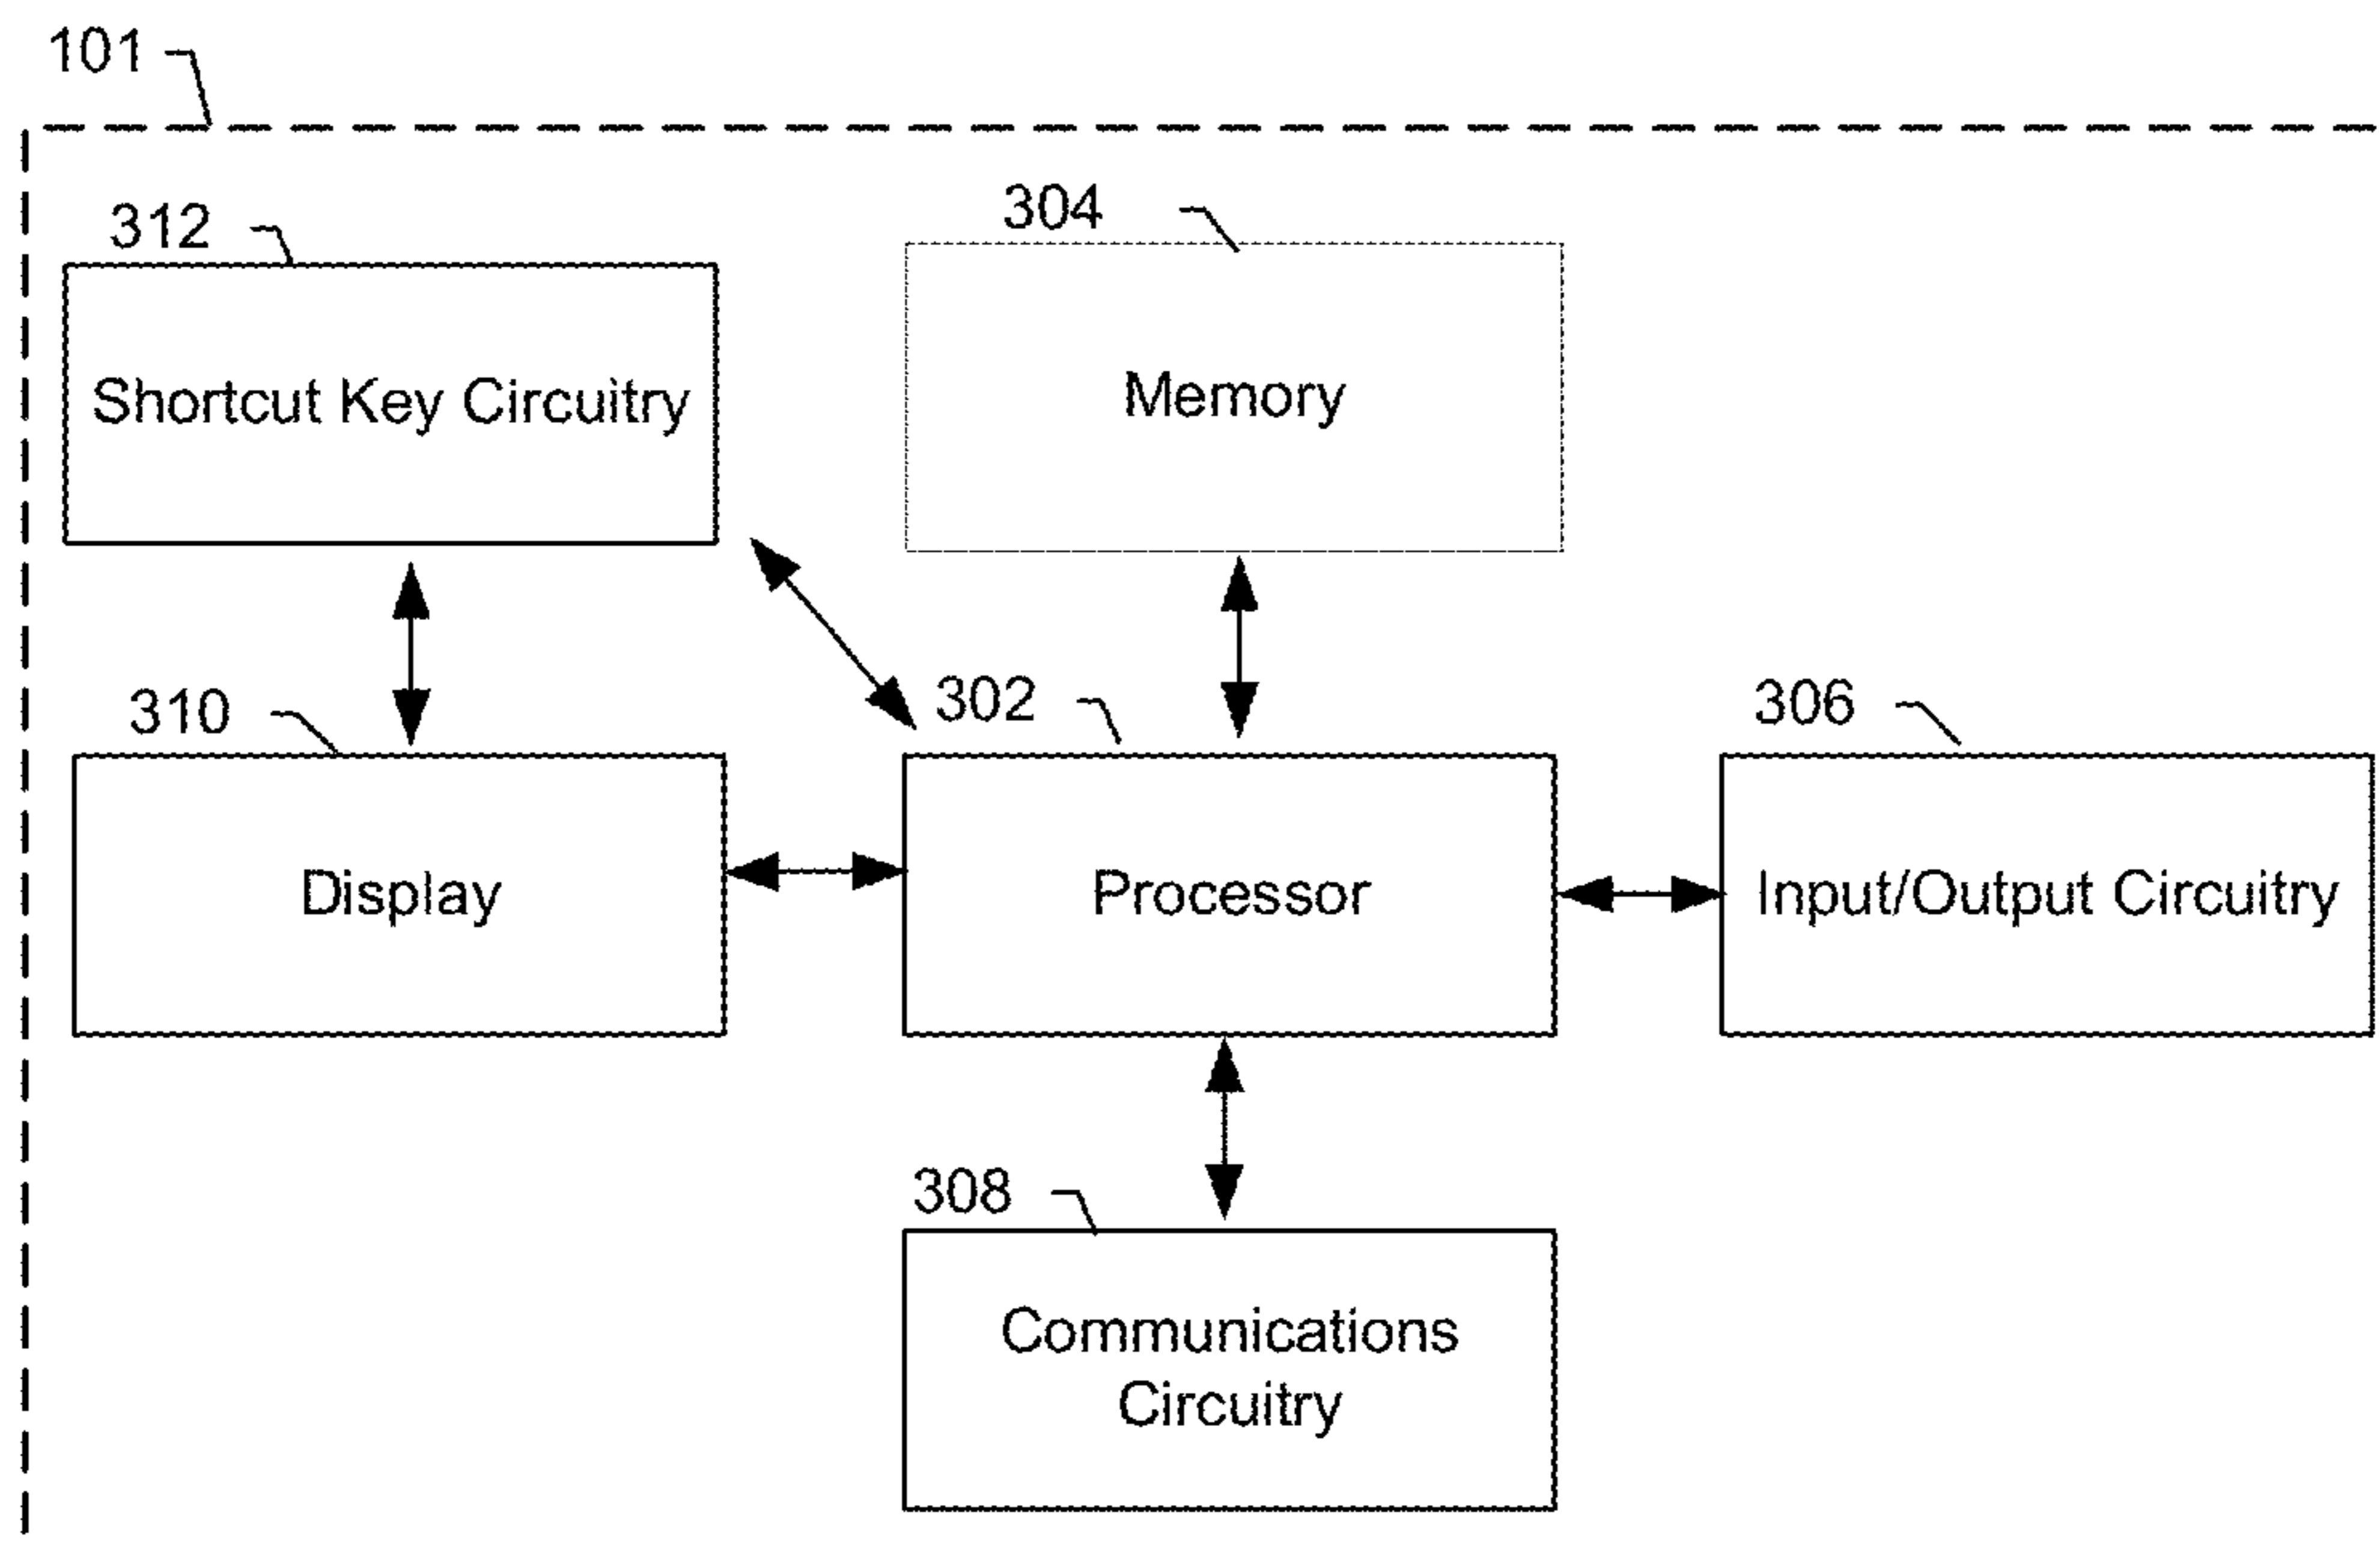 101
312
304
Shortcut Key Circuitry
Memory
310
302
306
Display
Processor
Input/Output Circuitry
308
Communications
Circuitry